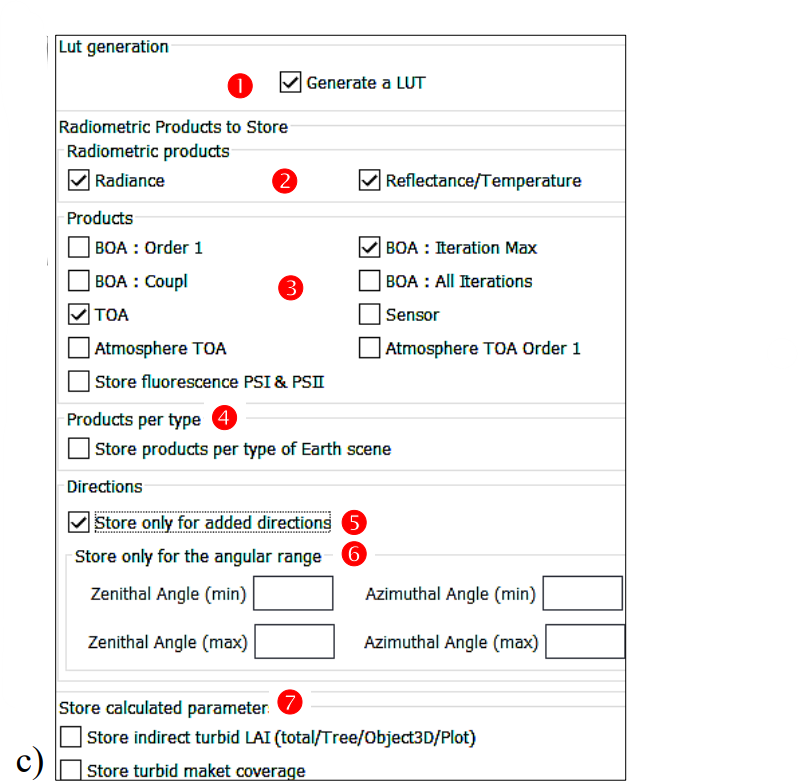 Lut generation
1 Generate a LUT
Radiometric Products to Store
Radiometric products
Radiance 2 Reflectance/Temperature
Products
BOA : Order 1 BOA : Iteration Max
BOA : Coupl 3 BOA : All Iterations
TOA Sensor
Atmosphere TOA Atmosphere TOA Order 1
Store fluorescence PSI & PSII
Products per type 4
Store products per type of Earth scene
Directions
Store only for added directions 5
Store only for the angular range 6
Zenithal Angle (min) Azimuthal Angle (min)
Zenithal Angle (max) Azimuthal Angle (max)
Store calculated parameter 7
Store indirect turbid LAI (total/Tree/Object3D/Plot)
c) Store turbid maket coverage